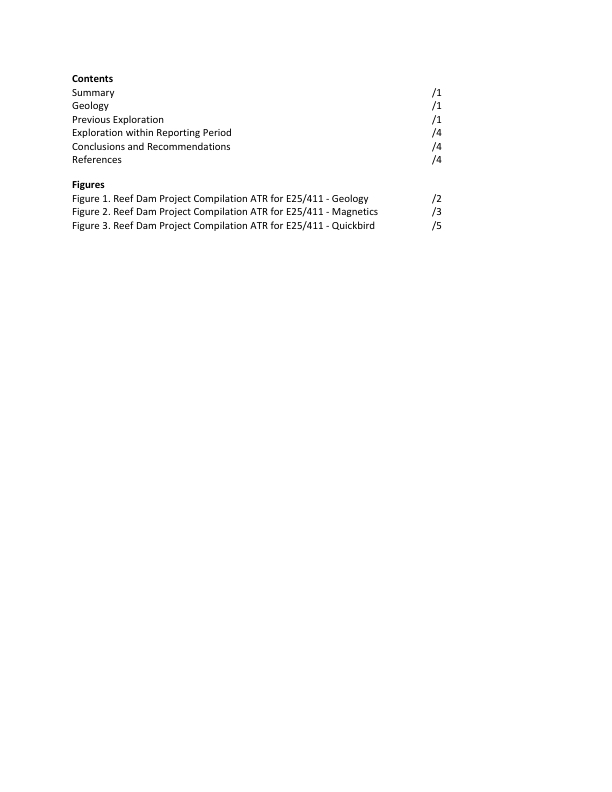 Contents
Summary /1
Geology /1
Previous Exploration /1
Exploration within Reporting Period /4
Conclusions and Recommendations /4
References /4
Figures
Figure 1. Reef Dam Project Compilation ATR for E25/411 - Geology /2
Figure 2. Reef Dam Project Compilation ATR for E25/411 - Magnetics /3
Figure 3. Reef Dam Project Compilation ATR for E25/411 - Quickbird /5